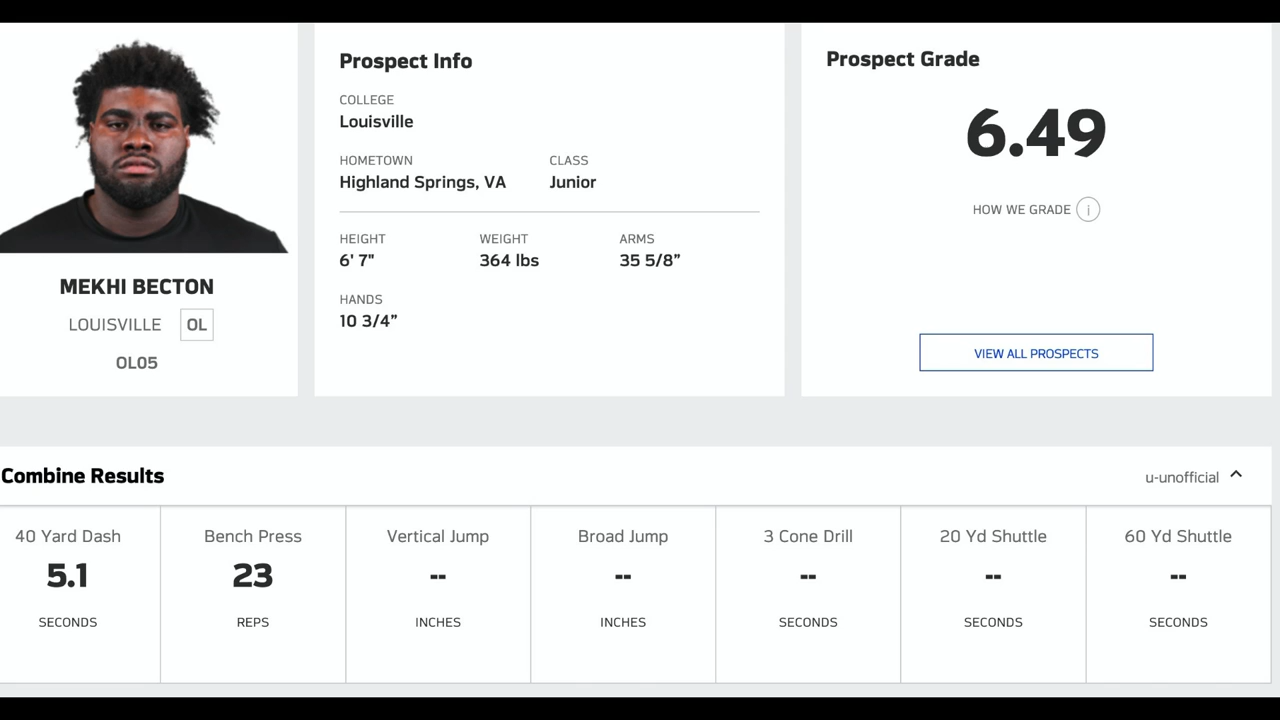 MEKHI BECTON
LOUISVILLE OL
OL05
Prospect Info
COLLEGE
Louisville
HOMETOWN CLASS
Highland Springs, VA Junior
HEIGHT WEIGHT ARMS
6' 7" 364 lbs 35 5/8”
HANDS
10 3/4”
Prospect Grade
6.49
HOW WE GRADE i
VIEW ALL PROSPECTS
Combine Results u-unofficial
40 Yard Dash Bench Press Vertical Jump Broad Jump 3 Cone Drill 20 Yd Shuttle 60 Yd Shuttle
5.1 23 -- -- -- -- --
SECONDS REPS INCHES INCHES SECONDS SECONDS SECONDS